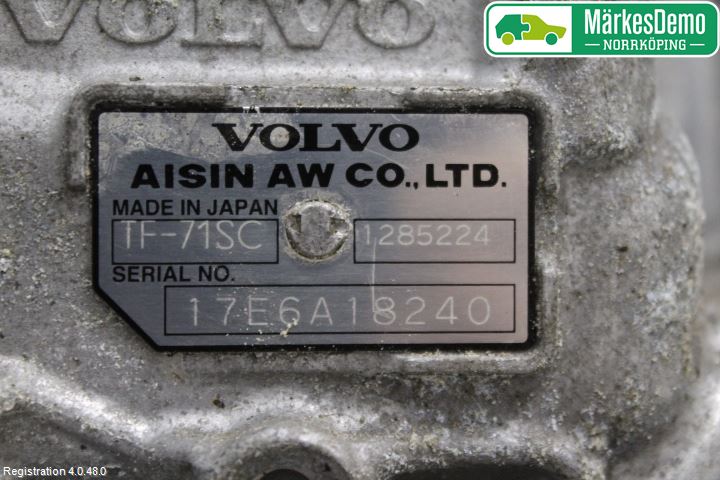 VOLVO
MärkesDemo
NORRKÖPING
VOLVO
AISIN AW CO., LTD.
MADE IN JAPAN
TF-71SC 1285224
SERIAL NO.
17E6A18240
Registration 4.0.48.0